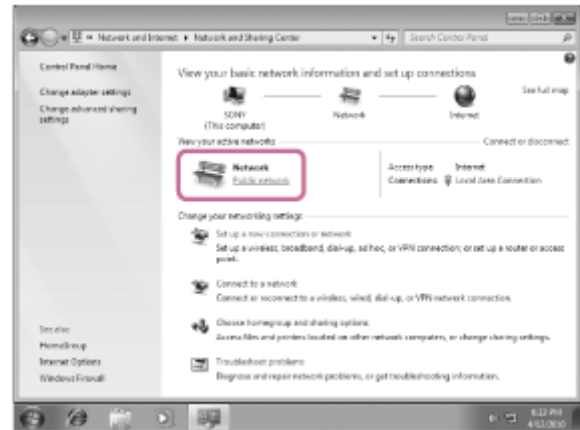 Network and Internet ▸ Network and Sharing Center
Search Control Panel
Control Panel Home
Change adapter settings
Change advanced sharing
settings
See also
HomeGroup
Internet Options
Windows Firewall
View your basic network information and set up connections
See full map
SONY
(This computer)
Network
Internet
View your active networks
Connect or disconnect
Network
Public network
Access type: Internet
Connections: Local Area Connection
Change your networking settings
Set up a new connection or network
Set up a wireless, broadband, dial-up, ad hoc, or VPN connection; or set up a router or access
point.
Connect to a network
Connect or reconnect to a wireless, wired, dial-up, or VPN network connection.
Choose homegroup and sharing options
Access files and printers located on other network computers, or change sharing settings.
Troubleshoot problems
Diagnose and repair network problems, or get troubleshooting information.